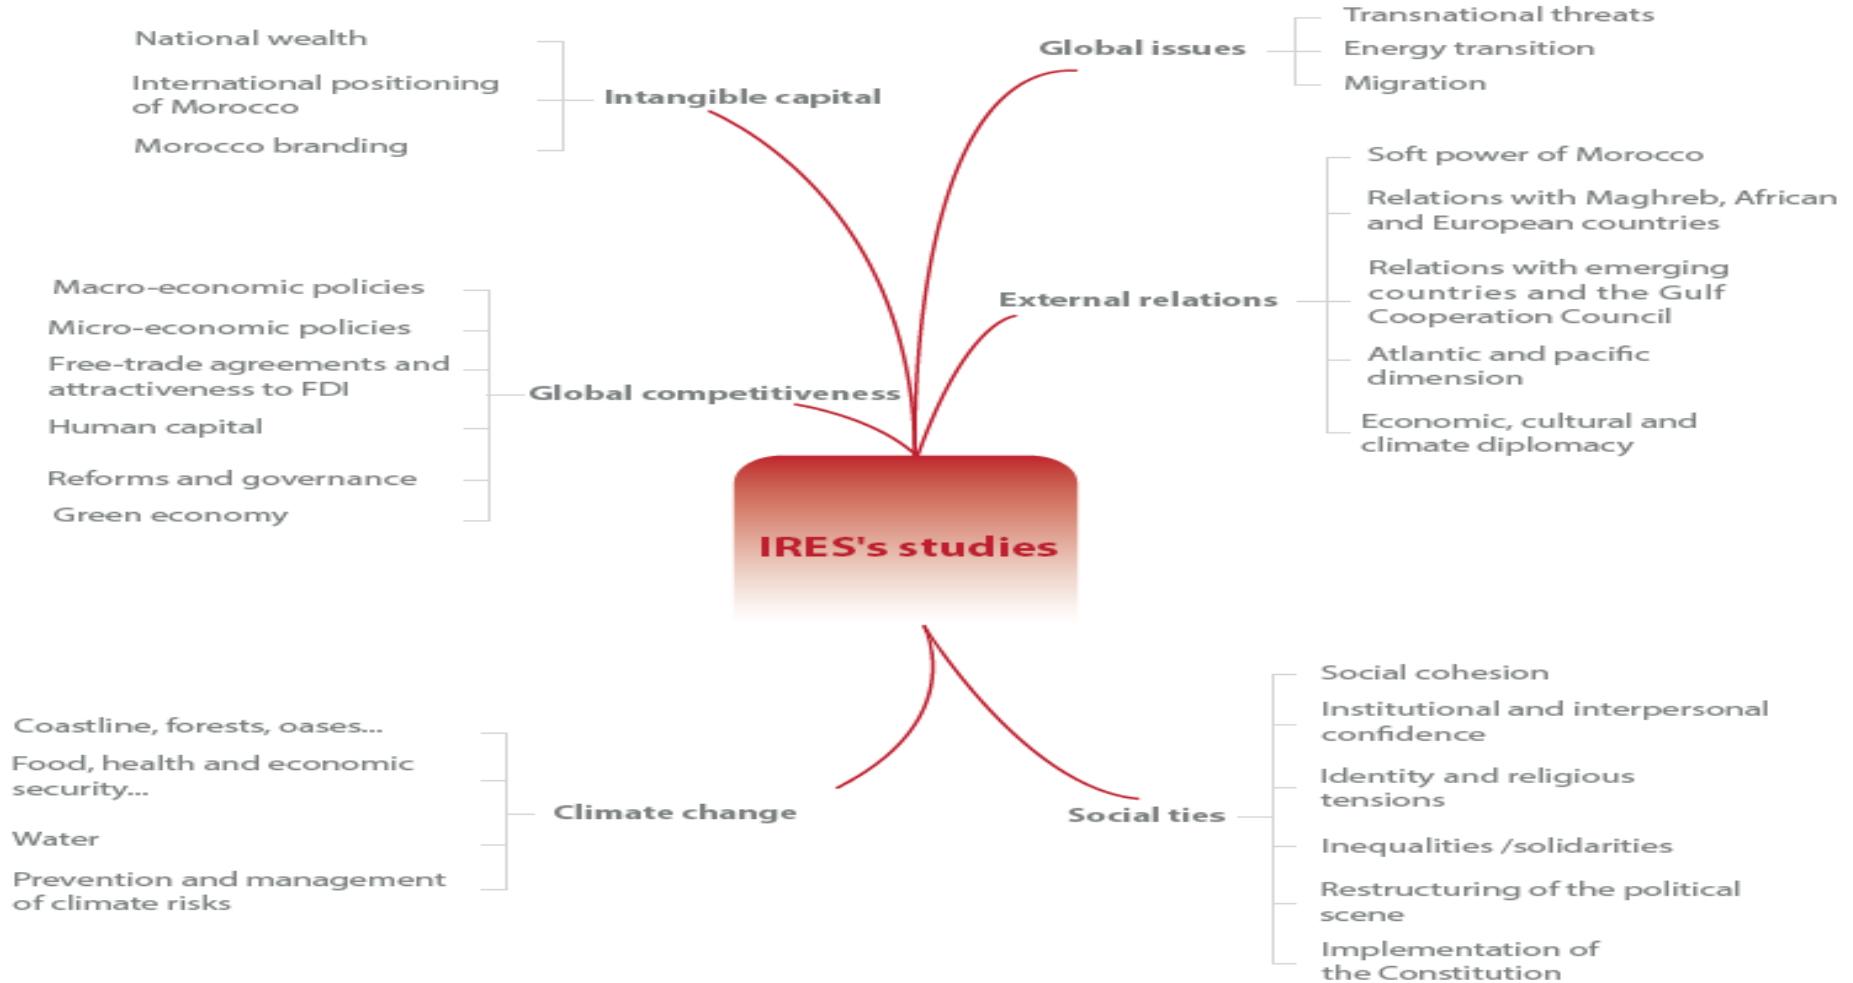 National wealth
International positioning
of Morocco
Morocco branding
Intangible capital
Global issues
Transnational threats
Energy transition
Migration
Soft power of Morocco
Relations with Maghreb, African
and European countries
Relations with emerging
countries and the Gulf
Cooperation Council
Atlantic and pacific
dimension
Economic, cultural and
climate diplomacy
External relations
Macro-economic policies
Micro-economic policies
Free-trade agreements and
attractiveness to FDI
Human capital
Reforms and governance
Green economy
Global competitiveness
IRES's studies
Coastline, forests, oases...
Food, health and economic
security...
Water
Prevention and management
of climate risks
Climate change
Social ties
Social cohesion
Institutional and interpersonal
confidence
Identity and religious
tensions
Inequalities /solidarities
Restructuring of the political
scene
Implementation of
the Constitution